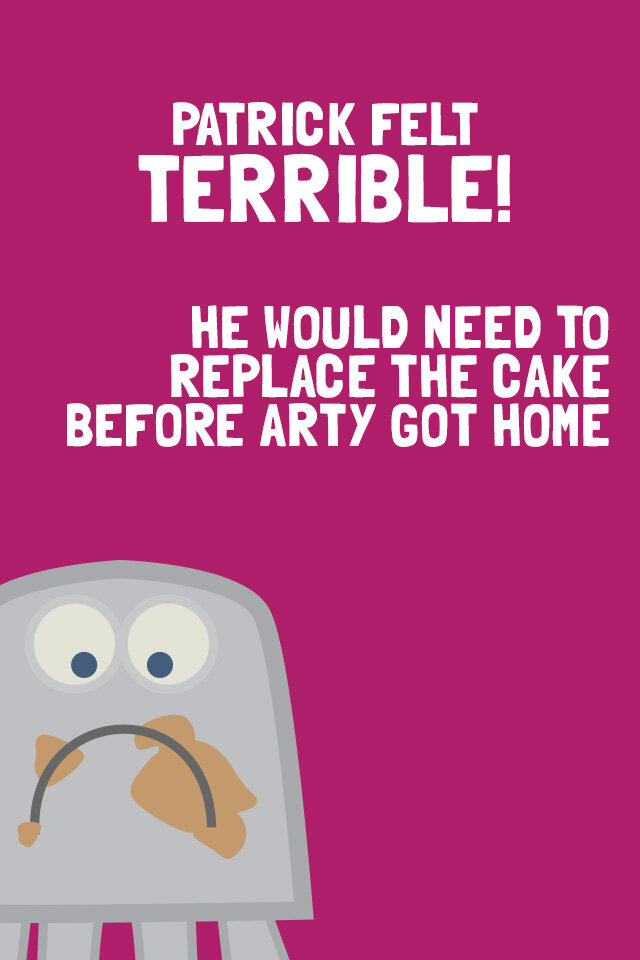 PATRICK FELT
TERRIBLE!
HE WOULD NEED TO
REPLACE THE CAKE
BEFORE ARTY GOT HOME